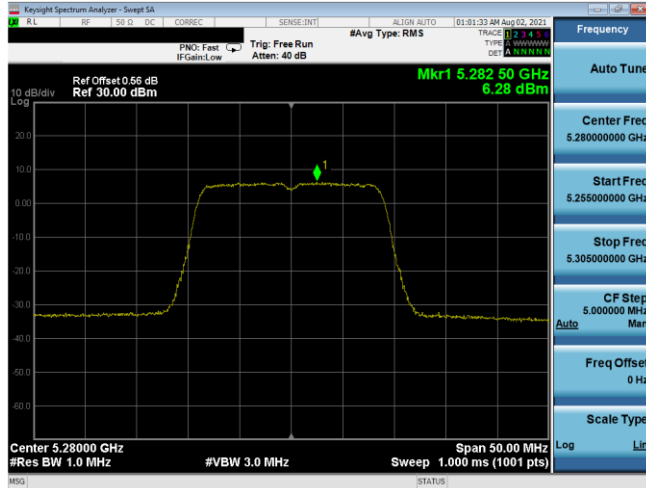 Keysight Spectrum Analyzer - Swept SA
RL RF 50 Ω DC CORREC SENSE:INT ALIGN AUTO 01:01:33 AM Aug 02, 2021
Frequency
#Avg Type: RMS
TRACE 1 2 3 4 5 6
PNO: Fast
Trig: Free Run
TYPE A WWWWW
IFGain:Low
Atten: 40 dB
DET A N N N N N
Auto Tune
Mkr1 5.282 50 GHz
6.28 dBm
Ref Offset 0.56 dB
10 dB/div
Ref 30.00 dBm
Log
20.0
10.0
0.00
-10.0
-20.0
-30.0
-40.0
-50.0
-60.0
1
Center Freq
5.280000000 GHz
Start Freq
5.255000000 GHz
Stop Freq
5.305000000 GHz
CF Step
5.000000 MHz
Auto Man
Freq Offset
0 Hz
Scale Type
Log Lin
Center 5.28000 GHz
Span 50.00 MHz
#Res BW 1.0 MHz
#VBW 3.0 MHz
Sweep 1.000 ms (1001 pts)
MSG
STATUS